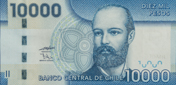 10000
DIEZ MIL
PESOS
BANCO CENTRAL DE CHILE
10000